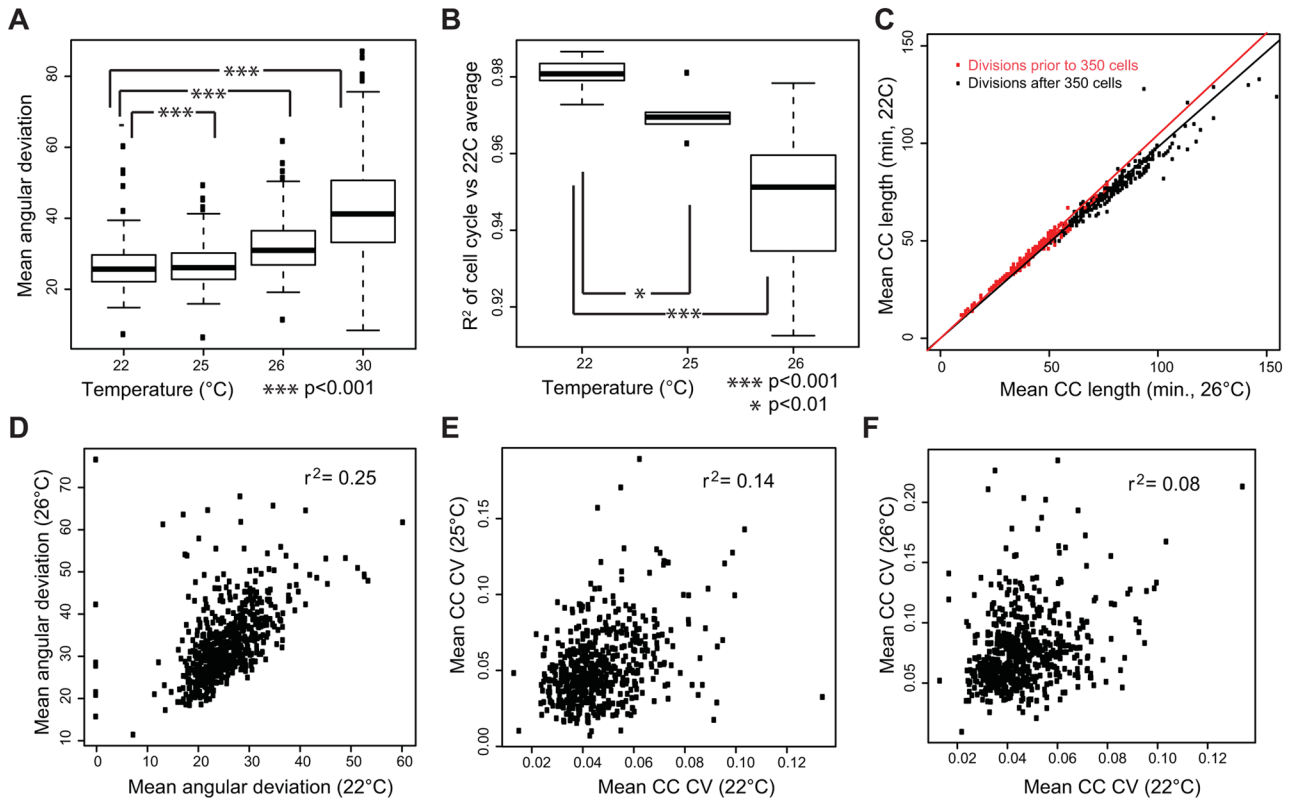 A
Mean angular deviation
80
60
40
20
***
***
***
22
25
26
30
Temperature (°C)
*** p<0.001
B
R² of cell cycle vs 22C average
0.98
0.96
0.94
0.92
*
***
22
25
26
Temperature (°C)
*** p<0.001
* p<0.01
C
Mean CC length (min, 22C)
150
100
50
0
Divisions prior to 350 cells
Divisions after 350 cells
0
50
100
150
Mean CC length (min., 26°C)
D
Mean angular deviation (26°C)
70
60
50
40
30
20
10
r²= 0.25
0
10
20
30
40
50
60
Mean angular deviation (22°C)
E
Mean CC CV (25°C)
0.15
0.10
0.05
0.00
r²= 0.14
0.02
0.04
0.06
0.08
0.10
0.12
Mean CC CV (22°C)
F
Mean CC CV (26°C)
0.20
0.15
0.10
0.05
r²= 0.08
0.02
0.04
0.06
0.08
0.10
0.12
Mean CC CV (22°C)